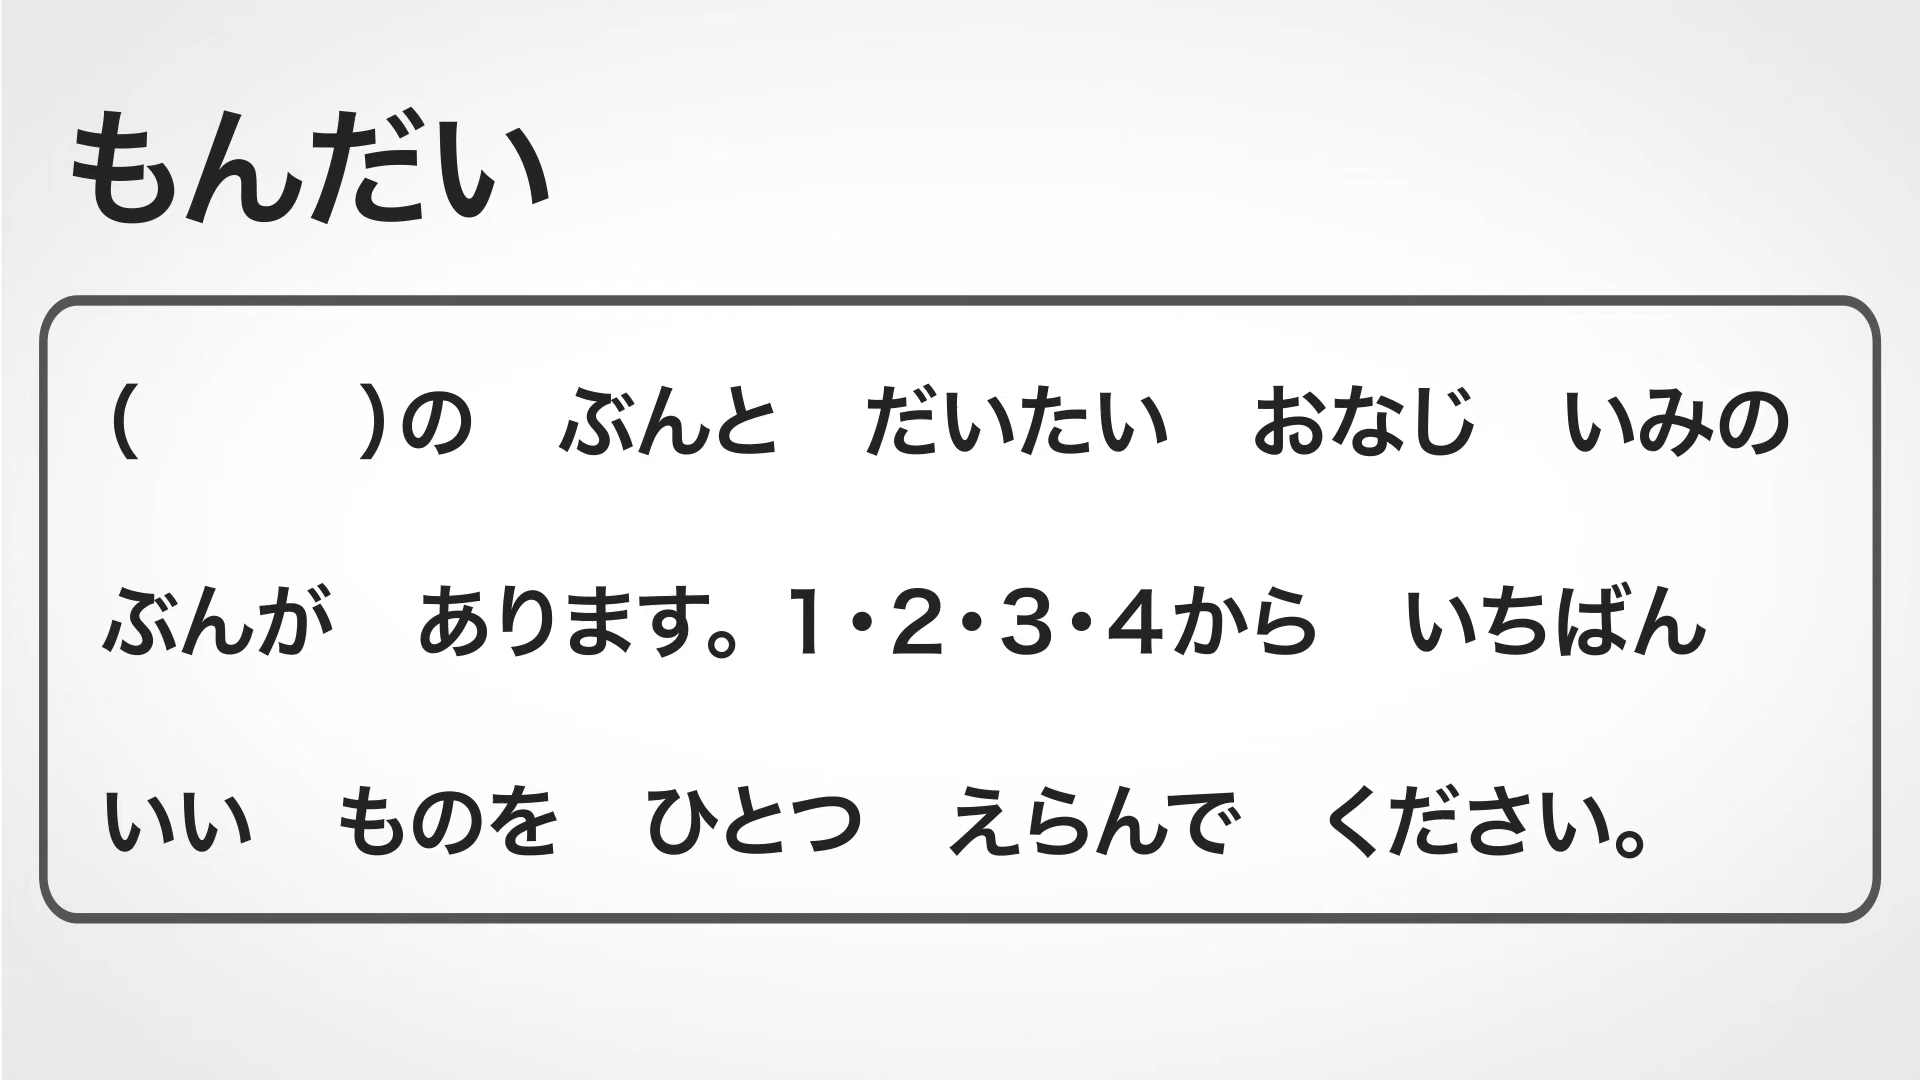 もんだい
（　　　）の　ぶんと　だいたい　おなじ　いみの
ぶんが　あります。１・２・３・４から　いちばん
いい　ものを　ひとつ　えらんで　ください。